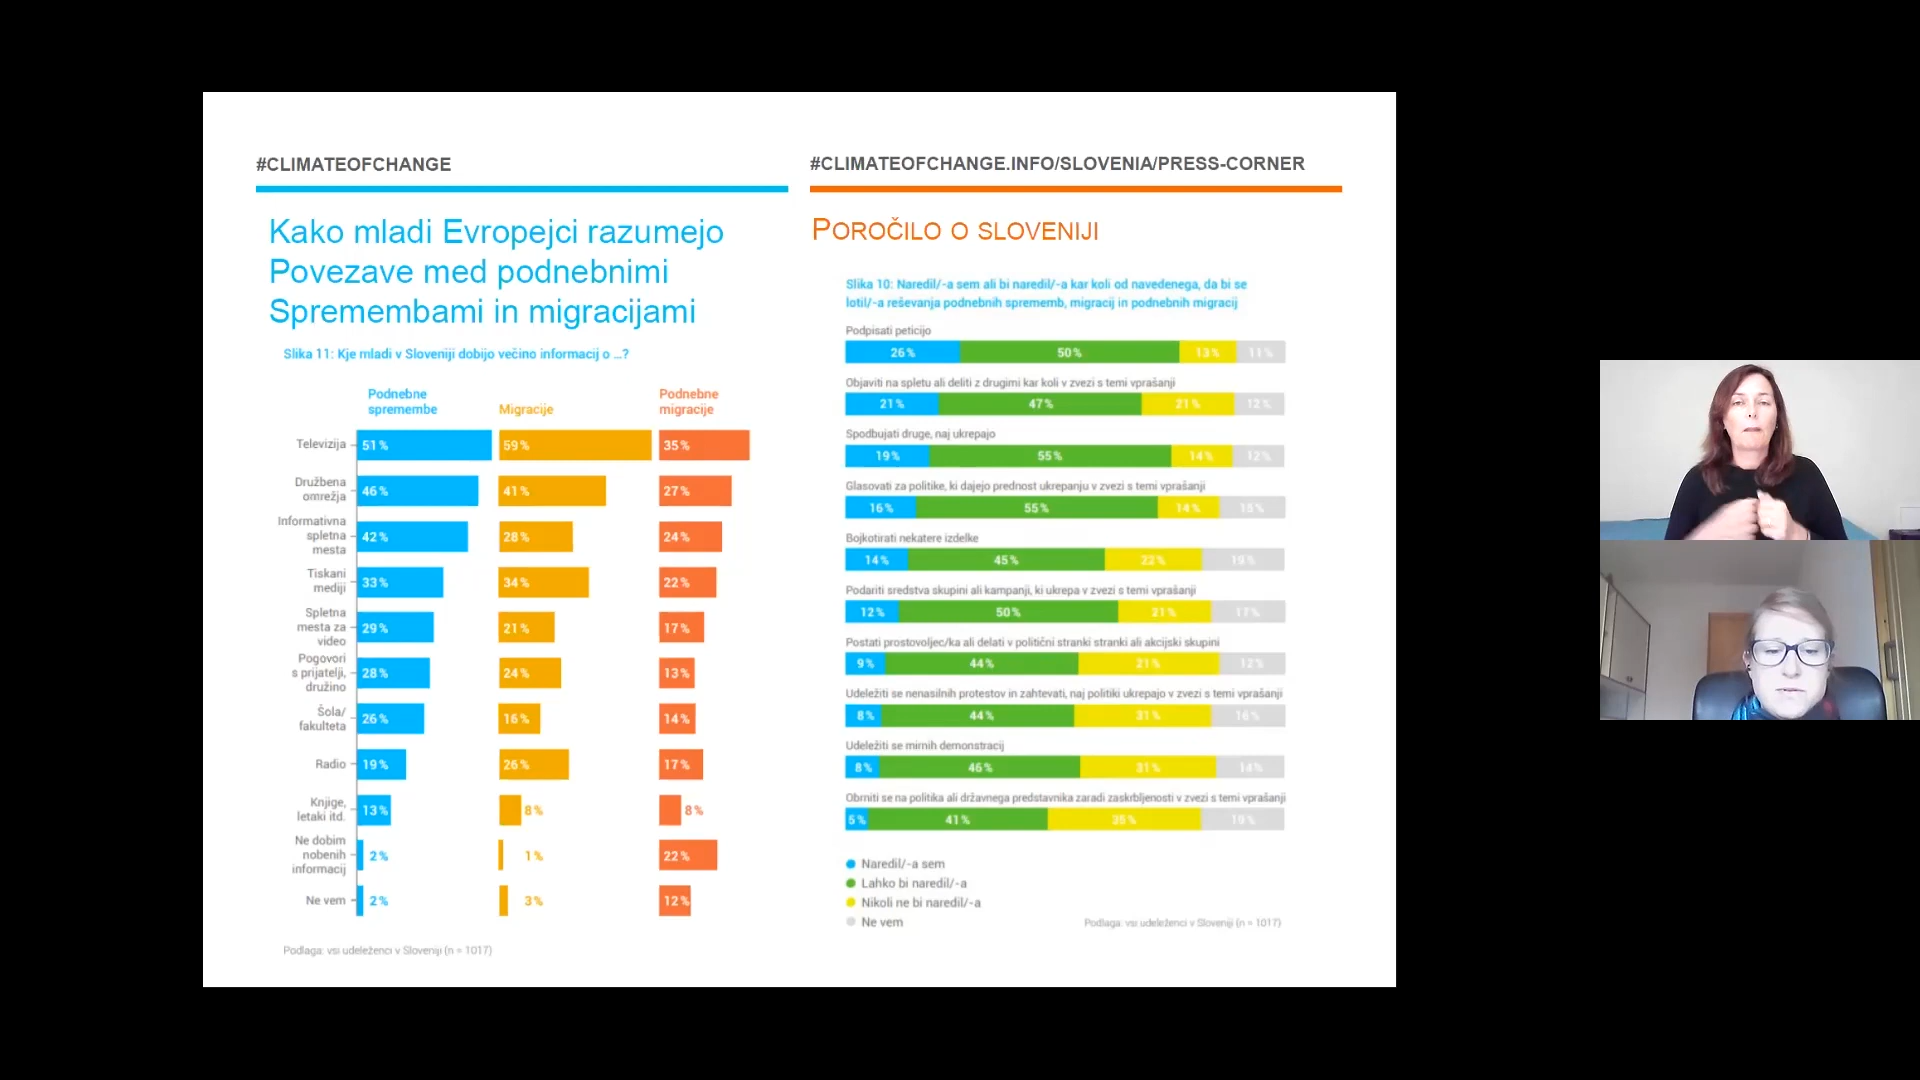 #CLIMATEOFCHANGE
Kako mladi Evropejci razumejo
Povezave med podnebnimi
Spremembami in migracijami
Slika 11: Kje mladi v Sloveniji dobijo večino informacij o ...?
Podnebne
spremembe
Migracije
Podnebne
migracije
Televizija
51%
59%
35%
Družbena
omrežja
46%
41%
27%
Informativna
spletna
mesta
42%
28%
24%
Tiskani
mediji
33%
34%
22%
Spletna
mesta za
video
29%
21%
17%
Pogovori
s prijatelji,
družino
28%
24%
13%
Šola/
fakulteta
26%
16%
14%
Radio
19%
26%
17%
Knjige,
letaki itd.
13%
8%
8%
Ne dobim
nobenih
informacij
2%
1%
22%
Ne vem
2%
3%
12%
Podlaga: vsi udeleženci v Sloveniji (n = 1017)
#CLIMATEOFCHANGE.INFO/SLOVENIA/PRESS-CORNER
POROČILO O SLOVENIJI
Slika 10: Naredil/-a sem ali bi naredil/-a kar koli od navedenega, da bi se
lotil/-a reševanja podnebnih sprememb, migracij in podnebnih migracij
Podpisati peticijo
26% 50% 13% 11%
Objaviti na spletu ali deliti z drugimi kar koli v zvezi s temi vprašanji
21% 47% 21% 12%
Spodbujati druge, naj ukrepajo
19% 55% 14% 12%
Glasovati za politike, ki dajejo prednost ukrepanju v zvezi s temi vprašanji
16% 55% 14% 15%
Bojkotirati nekatere izdelke
14% 45% 22% 19%
Podariti sredstva skupini ali kampanji, ki ukrepa v zvezi s temi vprašanji
12% 50% 21% 17%
Postati prostovoljec/ka ali delati v politični stranki stranki ali akcijski skupini
9% 44% 21% 12%
Udeležiti se nenasilnih protestov in zahtevati, naj politiki ukrepajo v zvezi s temi vprašanji
8% 44% 31% 16%
Udeležiti se mirnih demonstracij
8% 46% 31% 14%
Obrniti se na politika ali državnega predstavnika zaradi zaskrbljenosti v zvezi s temi vprašanji
5% 41% 35%
Naredil/-a sem
Lahko bi naredil/-a
Nikoli ne bi naredil/-a
Ne vem
Podlaga: vsi udeleženci v Sloveniji (n = 1017)